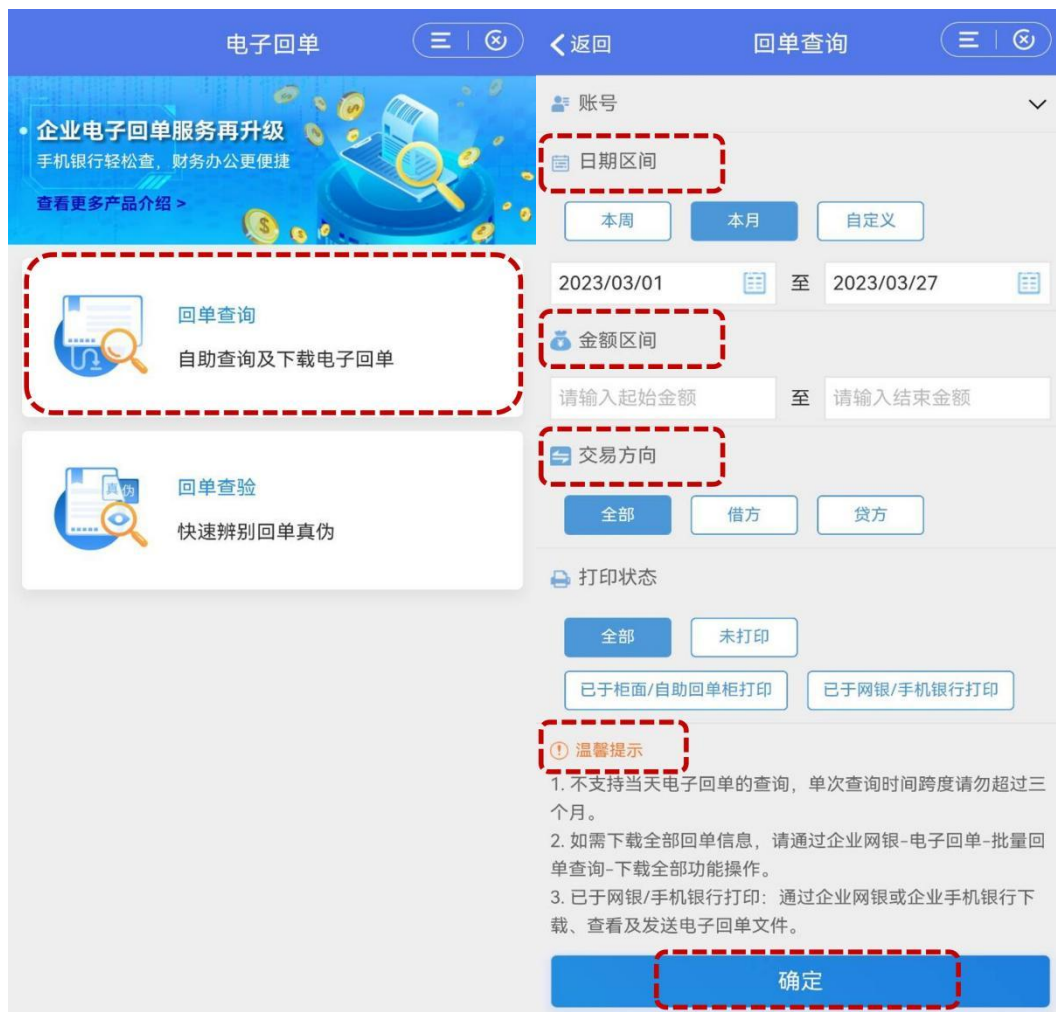 电子回单
企业电子回单服务再升级
手机银行轻松查，财务办公更便捷
查看更多产品介绍 >
回单查询
自助查询及下载电子回单
真伪
回单查验
快速辨别回单真伪
返回
回单查询
账号
日期区间
本周 本月 自定义
2023/03/01 至 2023/03/27
金额区间
请输入起始金额 至 请输入结束金额
交易方向
全部 借方 贷方
打印状态
全部 未打印
已于柜面/自助回单柜打印 已于网银/手机银行打印
温馨提示
1. 不支持当天电子回单的查询，单次查询时间跨度请勿超过三
个月。
2. 如需下载全部回单信息，请通过企业网银-电子回单-批量回
单查询-下载全部功能操作。
3. 已于网银/手机银行打印：通过企业网银或企业手机银行下
载、查看及发送电子回单文件。
确定